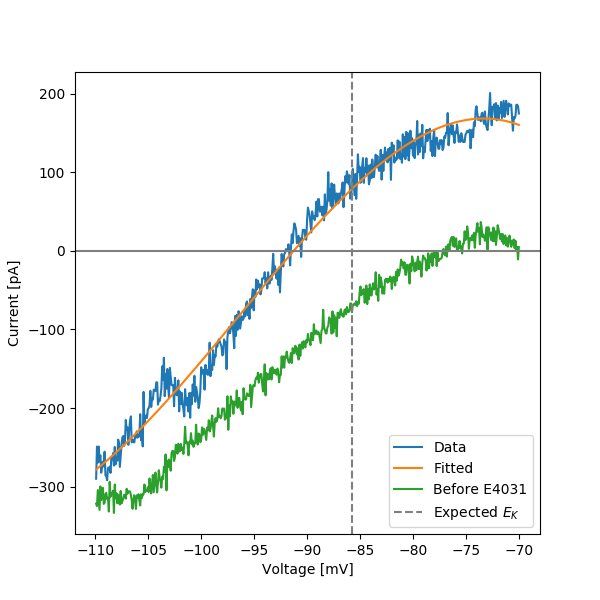 200
100
0
−100
−200
−300
Current [pA]
−110 −105 −100 −95 −90 −85 −80 −75 −70
Voltage [mV]
Data
Fitted
Before E4031
Expected E_K